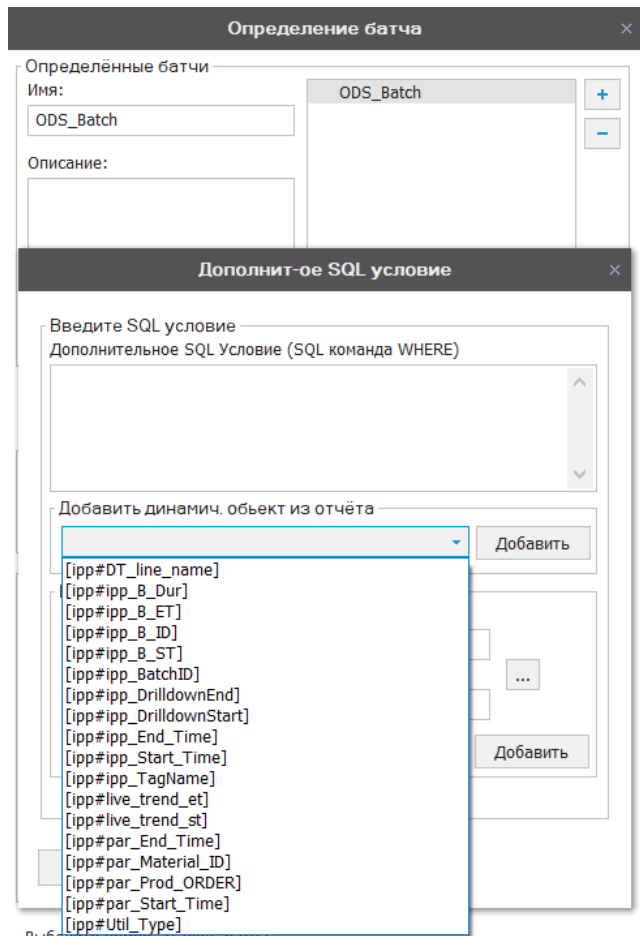 Определение батча
Определённые батчи
Имя:
ODS_Batch
ODS_Batch
Описание:
Дополнит-ое SQL условие
Введите SQL условие
Дополнительное SQL Условие (SQL команда WHERE)
Добавить динамич. обьект из отчёта
Добавить
[ipp#DT_line_name]
[ipp#ipp_B_Dur]
[ipp#ipp_B_ET]
[ipp#ipp_B_ID]
[ipp#ipp_B_ST]
[ipp#ipp_BatchID]
...
[ipp#ipp_DrilldownEnd]
[ipp#ipp_DrilldownStart]
[ipp#ipp_End_Time]
[ipp#ipp_Start_Time]
Добавить
[ipp#ipp_TagName]
[ipp#live_trend_et]
[ipp#live_trend_st]
[ipp#par_End_Time]
[ipp#par_Material_ID]
[ipp#par_Prod_ORDER]
[ipp#par_Start_Time]
[ipp#Util_Type]